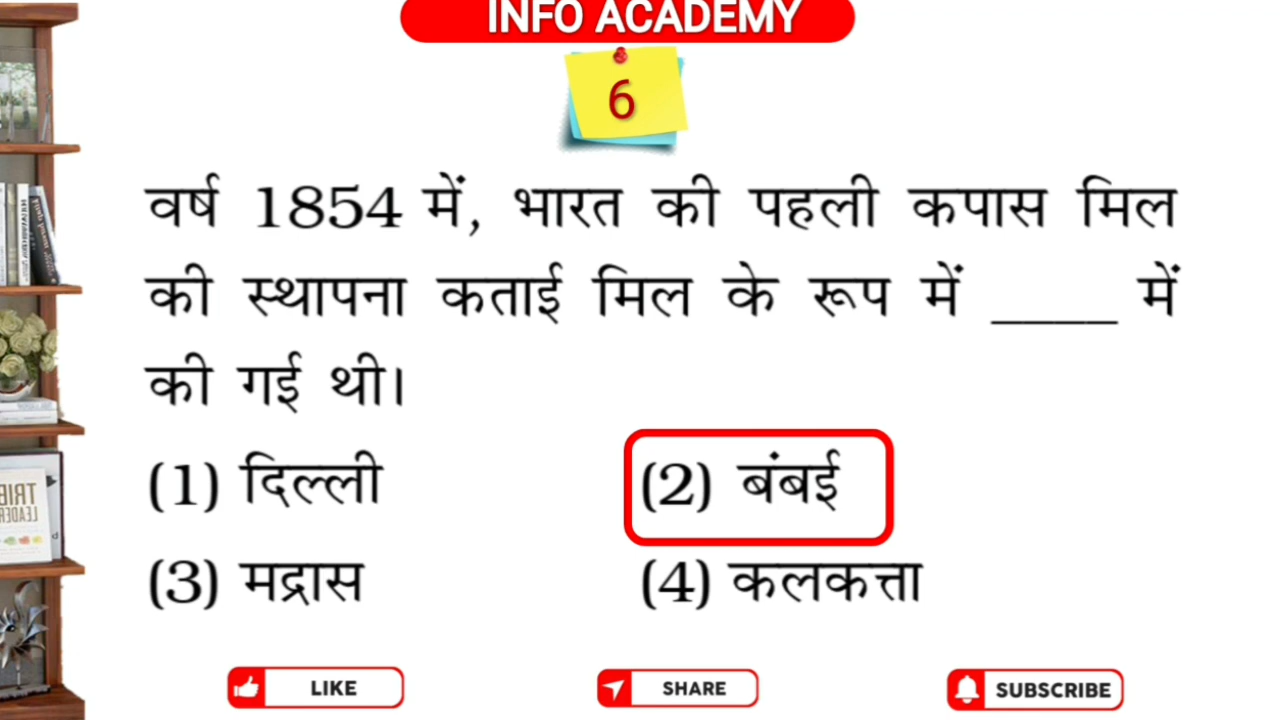 INFO ACADEMY
6
वर्ष 1854 में, भारत की पहली कपास मिल
की स्थापना कताई मिल के रूप में ____ में
की गई थी।
(1) दिल्ली (2) बंबई
(3) मद्रास (4) कलकत्ता
LIKE SHARE SUBSCRIBE